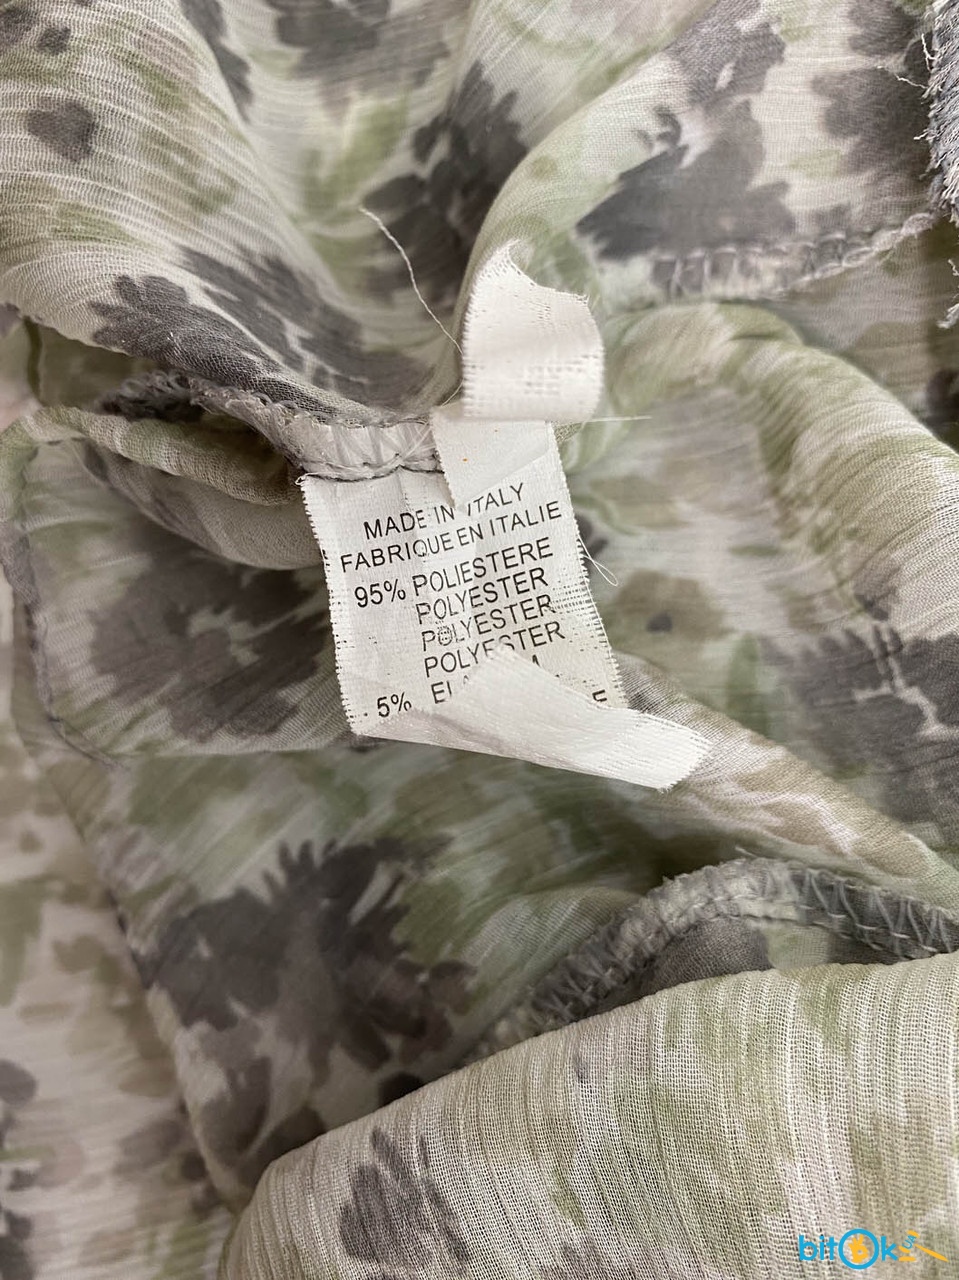 MADE IN ITALY
FABRIQUE EN ITALIE
95% POLIESTERE
POLYESTER
POLYESTER
POLYESTER
5%
bitok